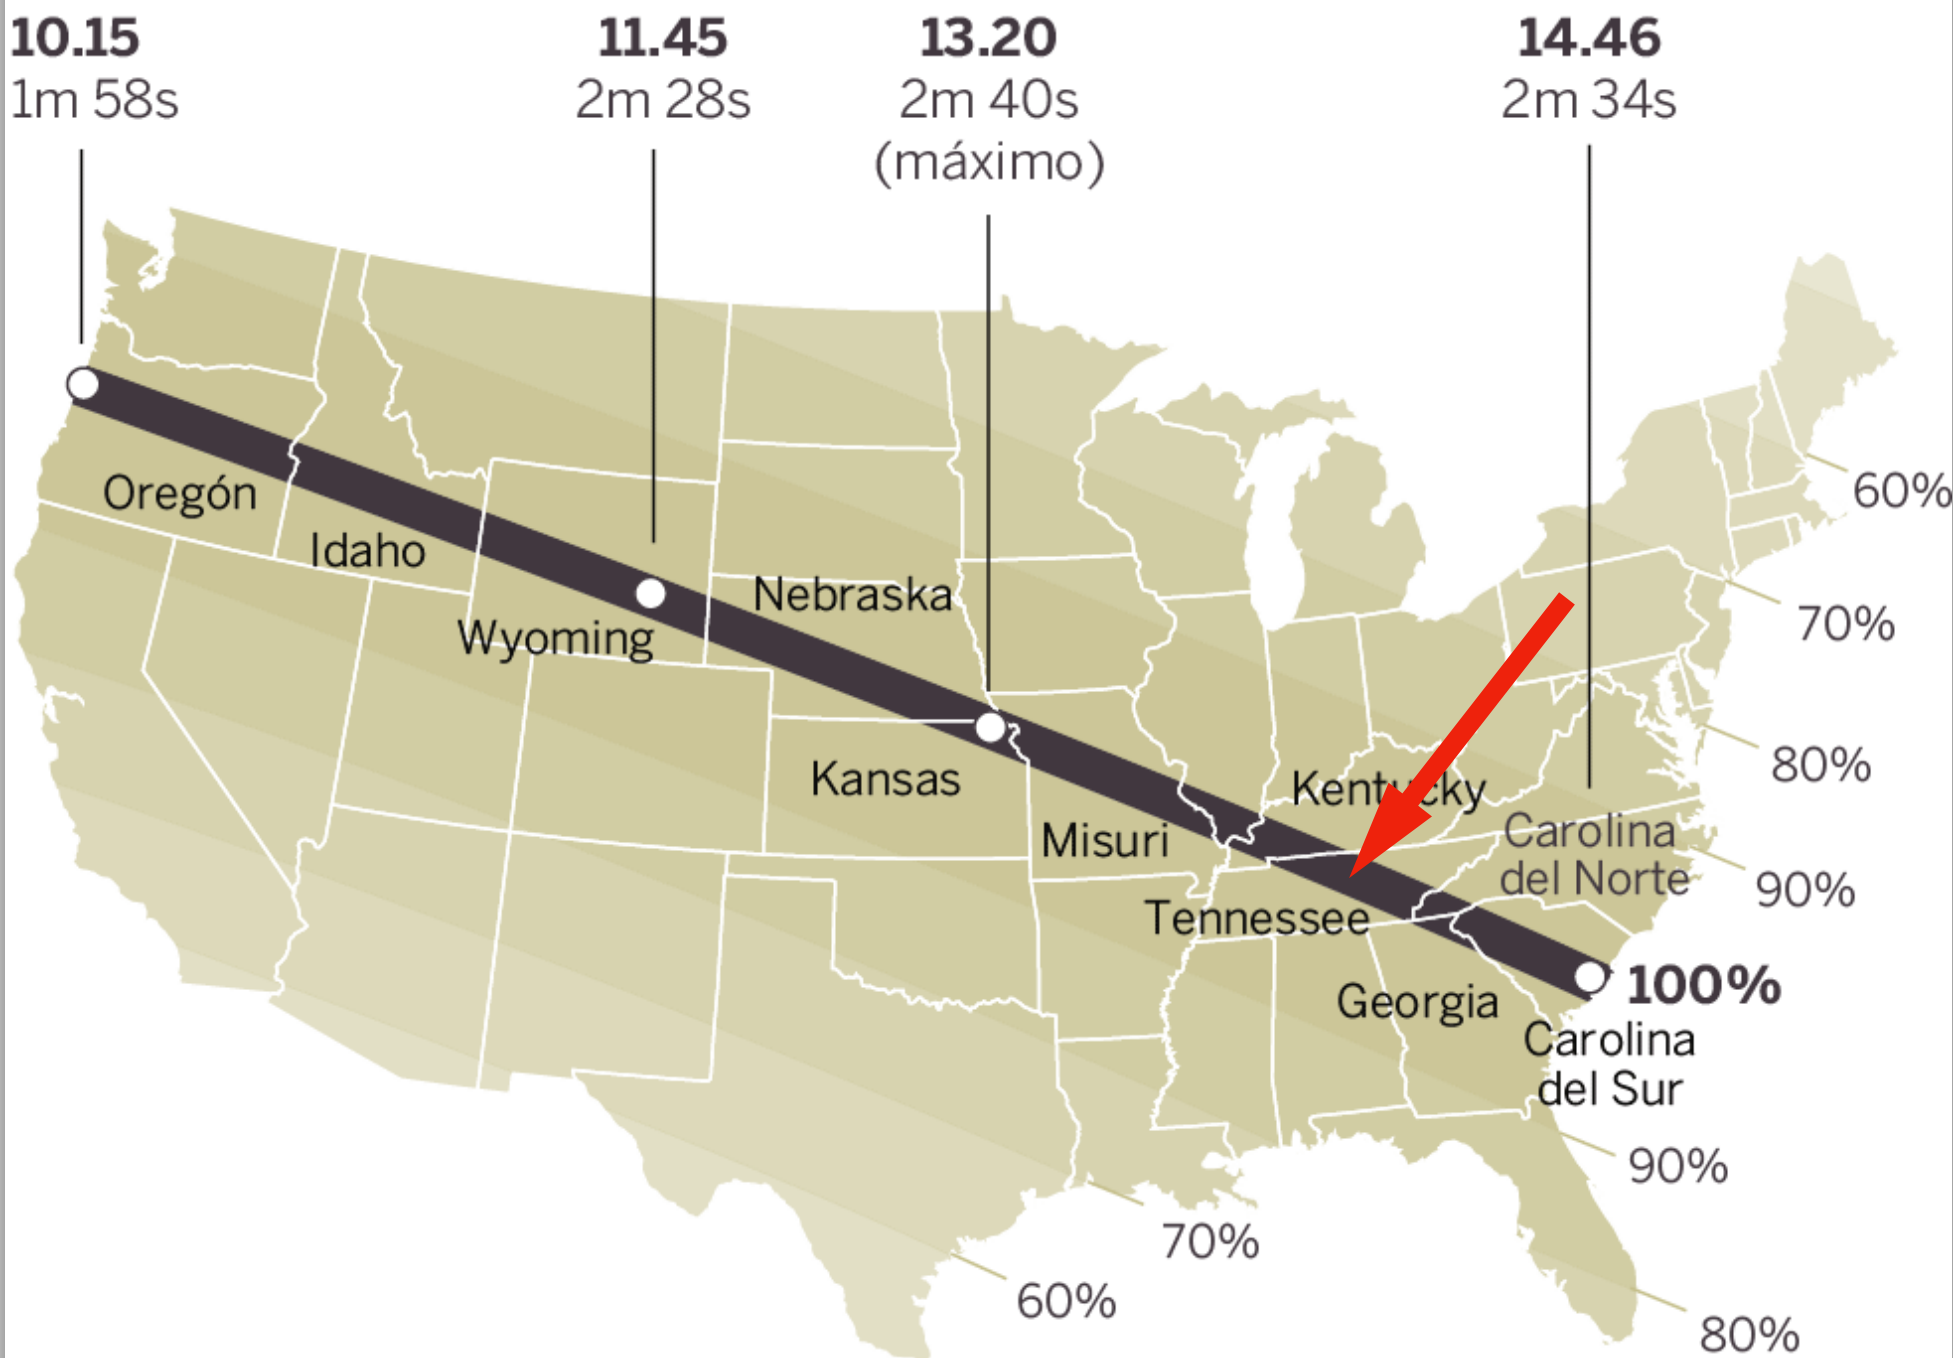 10.15
1m 58s
11.45
2m 28s
13.20
2m 40s
(máximo)
14.46
2m 34s
60%
Oregón
Idaho
Nebraska
70%
Wyoming
80%
Kansas
Kentucky
Misuri
Carolina
del Norte
90%
Tennessee
100%
Georgia
Carolina
del Sur
90%
70%
60%
80%